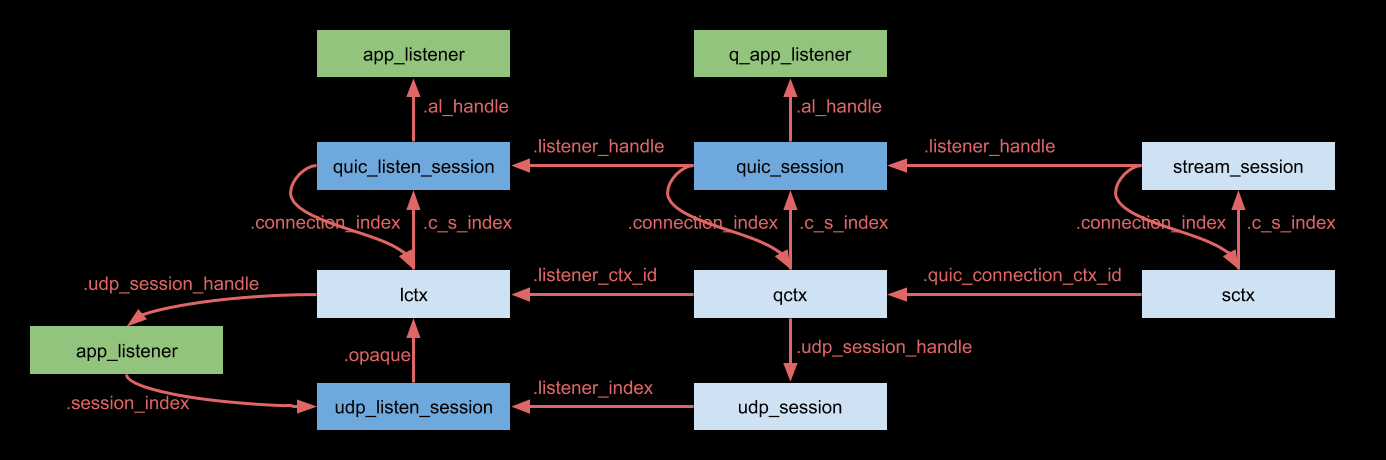 app_listener
q_app_listener
.al_handle
.al_handle
quic_listen_session
.listener_handle
quic_session
.listener_handle
stream_session
.connection_index
.c_s_index
.connection_index
.c_s_index
.connection_index
.c_s_index
.udp_session_handle
lctx
.listener_ctx_id
qctx
.quic_connection_ctx_id
sctx
app_listener
.opaque
.udp_session_handle
.session_index
udp_listen_session
.listener_index
udp_session